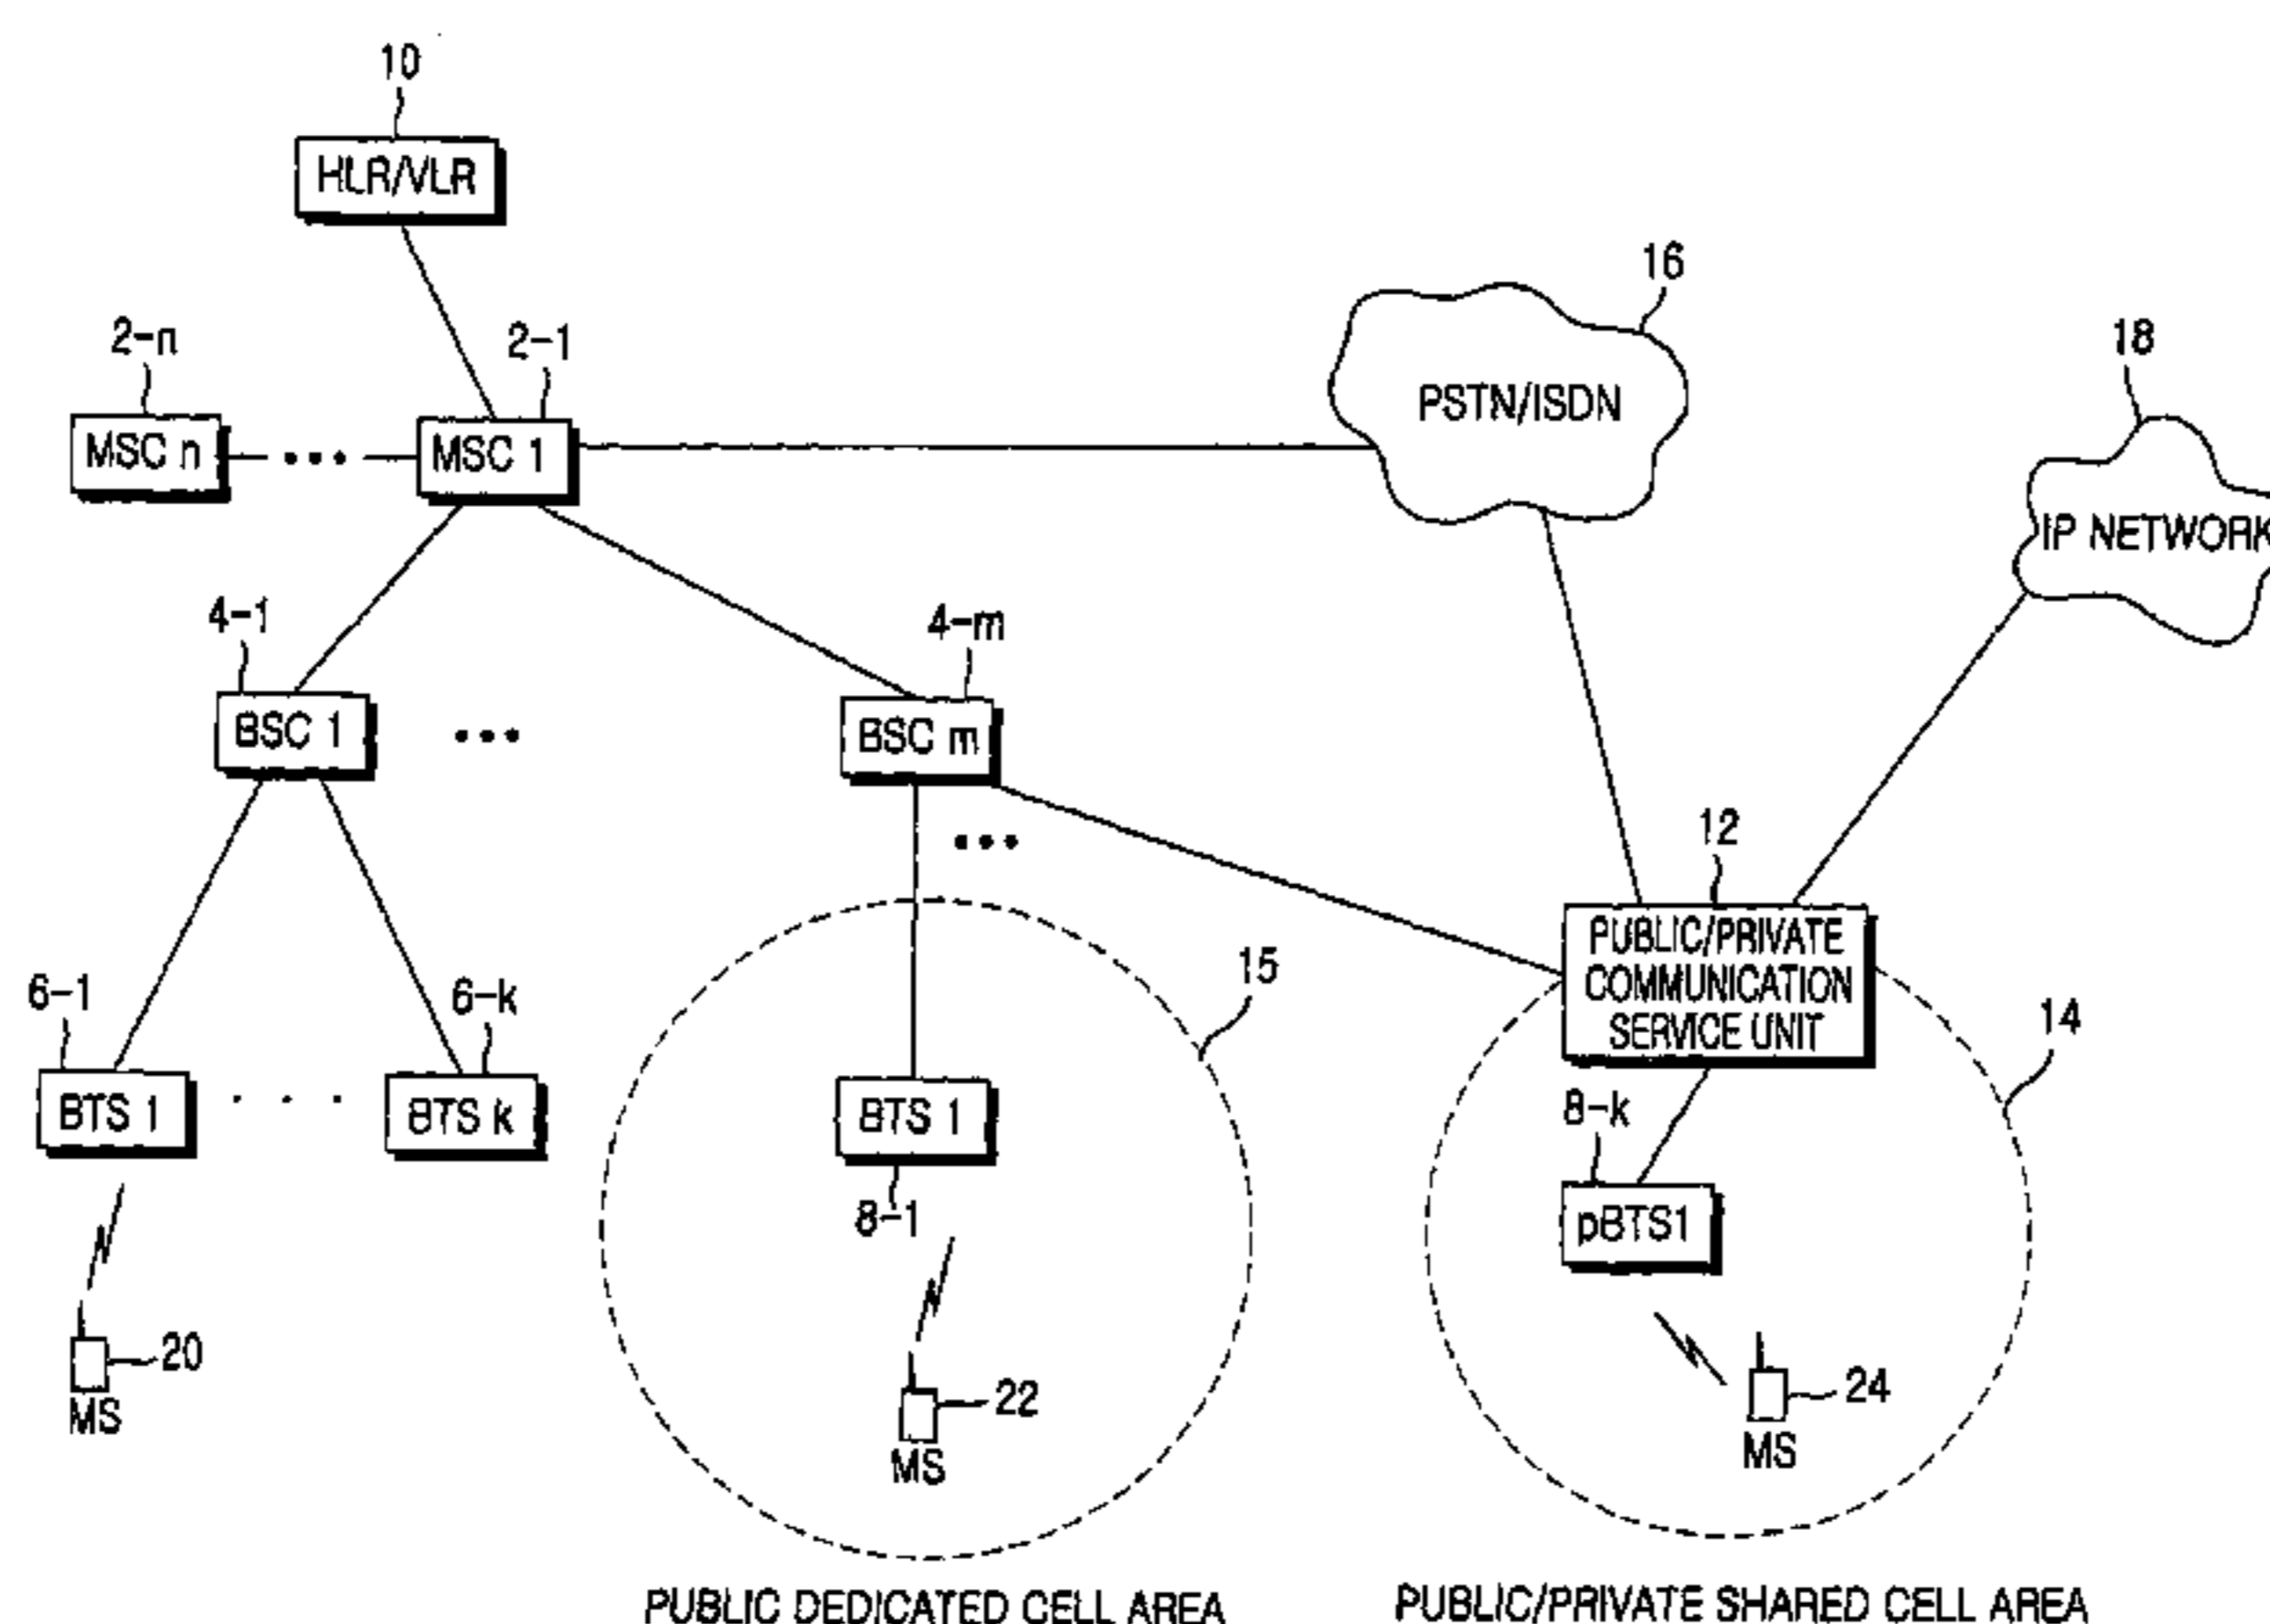 10
HLR/VLR
16
2-n
2-1
18
MSC n
MSC 1
PSTN/ISDN
IP NETWORK
4-1
4-m
BSC 1
BSC m
12
PUBLIC/PRIVATE
COMMUNICATION
SERVICE UNIT
15
14
6-1
6-k
BTS 1
BTS k
BTS 1
8-k
8-1
pBTS1
20
MS
22
MS
24
MS
PUBLIC DEDICATED CELL AREA
PUBLIC/PRIVATE SHARED CELL AREA